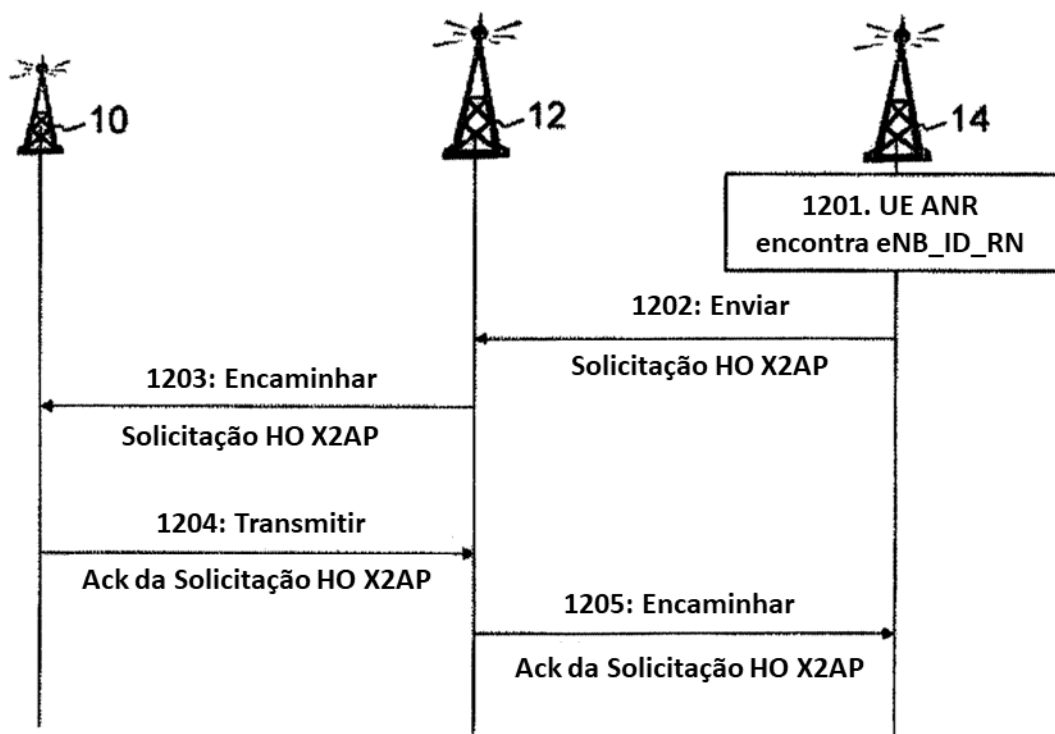 10
12
14
1201. UE ANR
encontra eNB_ID_RN
1202: Enviar
Solicitação HO X2AP
1203: Encaminhar
Solicitação HO X2AP
1204: Transmitir
Ack da Solicitação HO X2AP
1205: Encaminhar
Ack da Solicitação HO X2AP